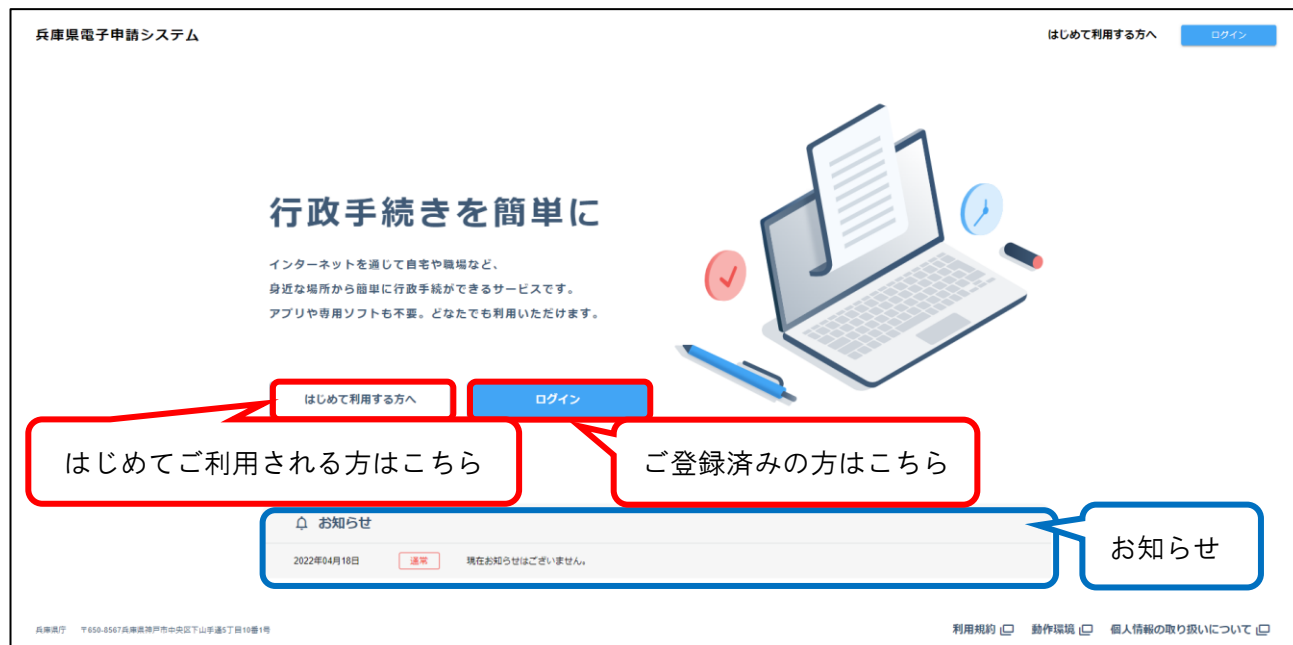 兵庫県電子申請システム
はじめて利用する方へ
ログイン
行政手続きを簡単に
インターネットを通じて自宅や職場など、
身近な場所から簡単に行政手続ができるサービスです。
アプリや専用ソフトも不要。どなたでも利用いただけます。
はじめて利用する方へ
ログイン
はじめてご利用される方はこちら
ご登録済みの方はこちら
お知らせ
2022年04月18日 通常 現在お知らせはございません。
お知らせ
兵庫県庁 〒650-8567兵庫県神戸市中央区下山手通5丁目10番1号
利用規約 動作環境 個人情報の取り扱いについて